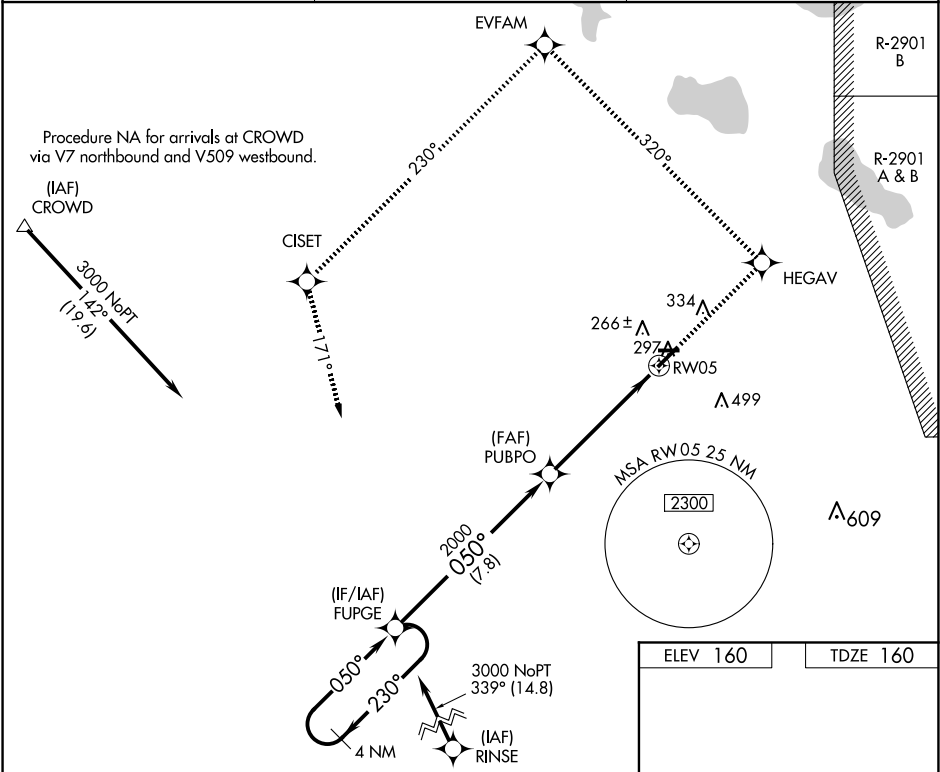 EVFAM
R-2901
B
Procedure NA for arrivals at CROWD
via V7 northbound and V509 westbound.
230°
320°
R-2901
A & B
(IAF)
CROWD
CISET
3000 NoPT
142°
(19.6)
HEGAV
334
266 ±
297
RW05
171°
499
(FAF)
PUBPO
MSA RW 05 25 NM
2300
609
2000
050°
(7.8)
(IF/IAF)
FUPGE
ELEV 160
TDZE 160
050°
230°
3000 NoPT
339° (14.8)
4 NM
(IAF)
RINSE